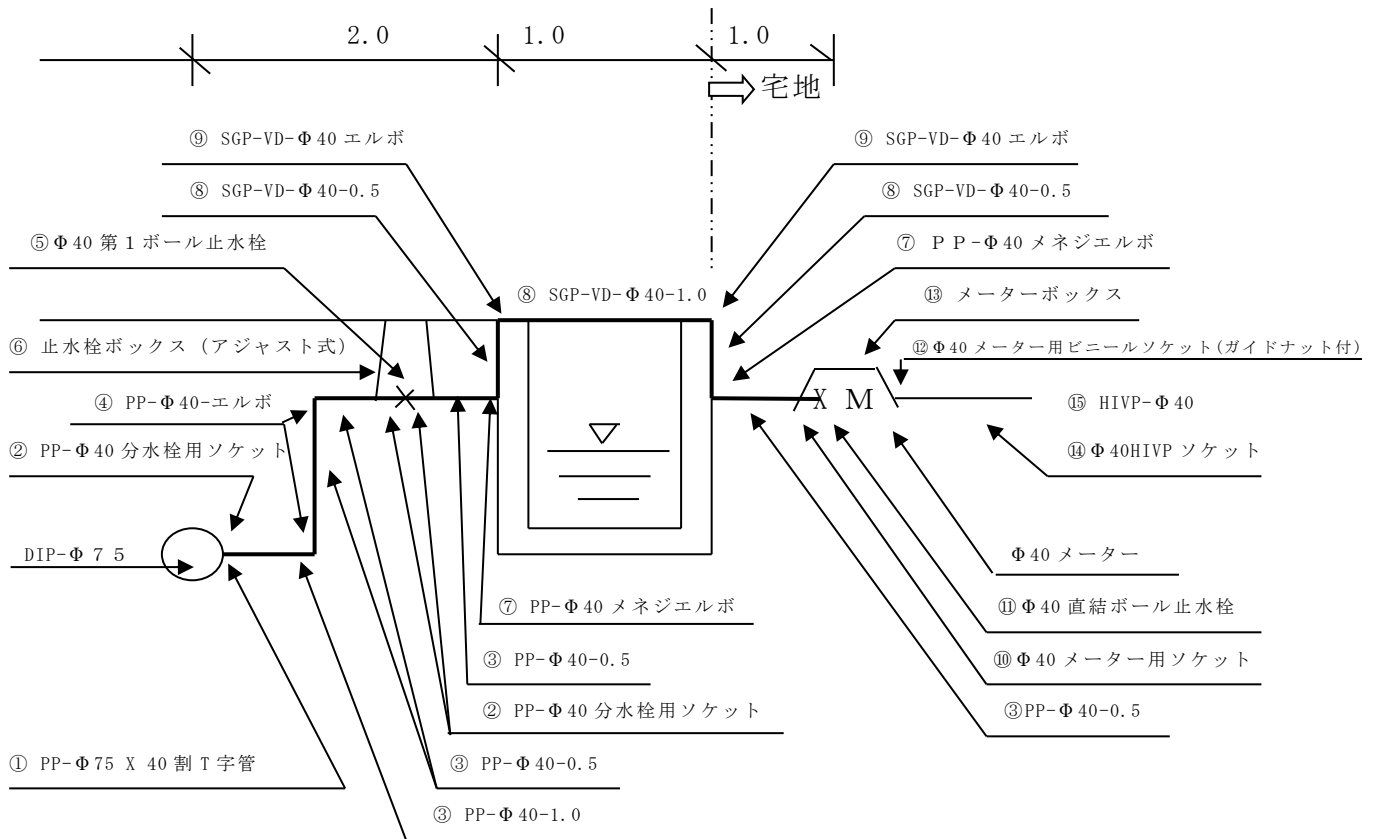 2.0
1.0
1.0
宅地
⑨ SGP-VD-Φ40 エルボ
⑨ SGP-VD-Φ40 エルボ
⑧ SGP-VD-Φ40-0.5
⑧ SGP-VD-Φ40-0.5
⑤Φ40 第1ボール止水栓
⑦ PP-Φ40 メネジエルボ
⑧ SGP-VD-Φ40-1.0
⑬ メーターボックス
⑥ 止水栓ボックス (アジャスト式)
⑫Φ40 メーター用ビニールソケット(ガイドナット付)
④ PP-Φ40-エルボ
X M
⑮ HIVP-Φ40
② PP-Φ40 分水栓用ソケット
⑭Φ40HIVP ソケット
DIP-Φ75
Φ40 メーター
⑦ PP-Φ40 メネジエルボ
⑪Φ40 直結ボール止水栓
③ PP-Φ40-0.5
⑩Φ40 メーター用ソケット
② PP-Φ40 分水栓用ソケット
③PP-Φ40-0.5
① PP-Φ75 X 40 割 T 字管
③ PP-Φ40-0.5
③ PP-Φ40-1.0